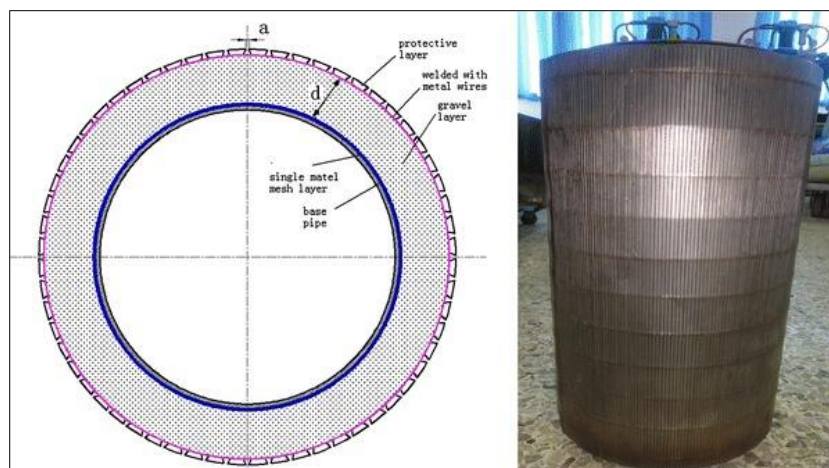 a
protective
layer
welded with
metal wires
d
gravel
layer
single matel
mesh layer
base
pipe